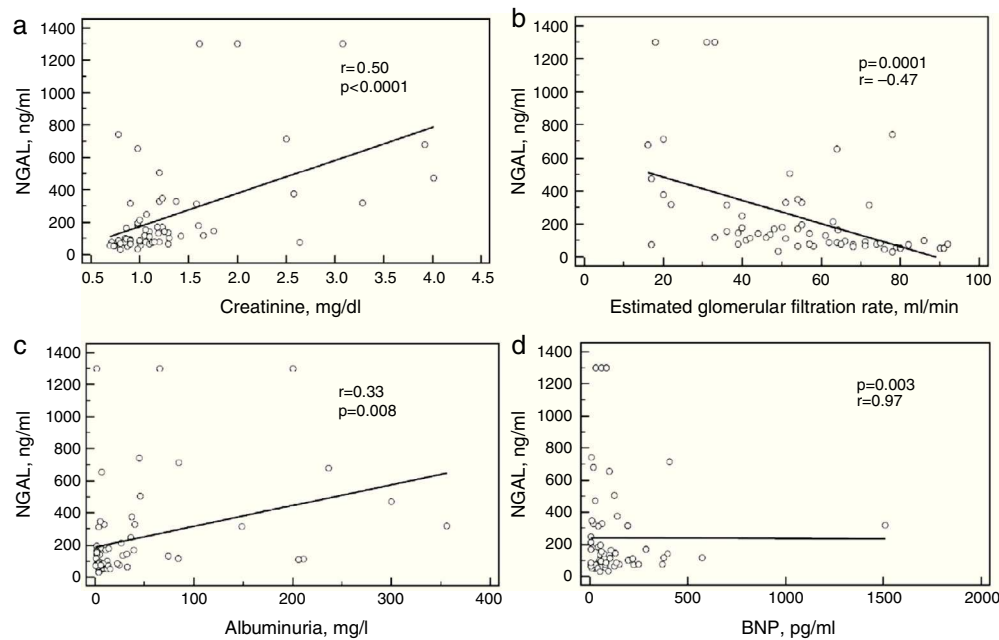 a
NGAL, ng/ml
1400
1200
1000
800
600
400
200
0
r=0.50
p<0.0001
0.5 1.0 1.5 2.0 2.5 3.0 3.5 4.0 4.5
Creatinine, mg/dl
b
NGAL, ng/ml
1400
1200
1000
800
600
400
200
0
p=0.0001
r= –0.47
0 20 40 60 80 100
Estimated glomerular filtration rate, ml/min
c
NGAL, ng/ml
1400
1200
1000
800
600
400
200
0
r=0.33
p=0.008
0 100 200 300 400
Albuminuria, mg/l
d
NGAL, ng/ml
1400
1200
1000
800
600
400
200
0
p=0.003
r=0.97
0 500 1000 1500 2000
BNP, pg/ml